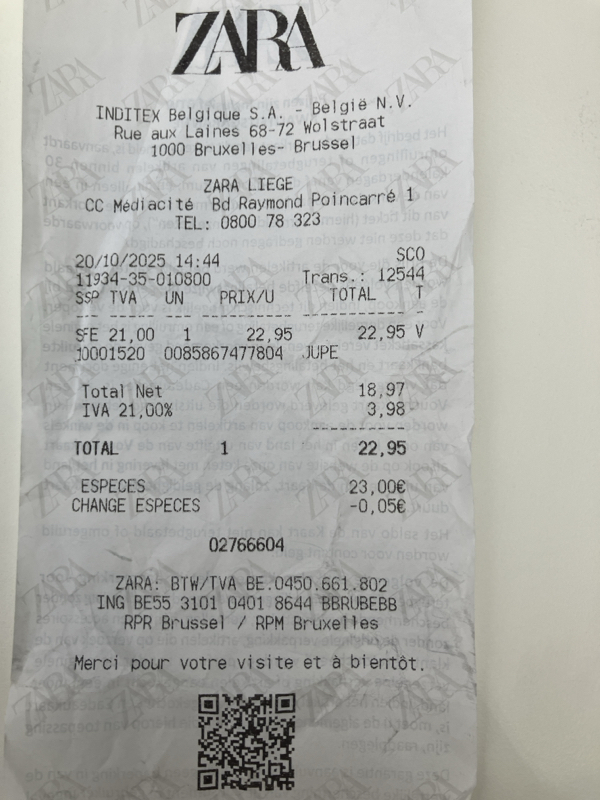 ZARA
INDITEX Belgique S.A. - België N.V.
Rue aux Laines 68-72 Wolstraat
1000 Bruxelles- Brussel
ZARA LIEGE
CC Médiacité Bd Raymond Poincarré 1
TEL: 0800 78 323
20/10/2025 14:44 SCO
11934-35-010800 Trans.: 12544
SSP TVA UN PRIX/U TOTAL T
SFE 21,00 1 22,95 22,95 V
10001520 0085867477804 JUPE
Total Net 18,97
IVA 21,00% 3,98
TOTAL 1 22,95
ESPECES 23,00€
CHANGE ESPECES -0,05€
02766604
ZARA: BTW/TVA BE.0450.661.802
ING BE55 3101 0401 8644 BBRUBEBB
RPR Brussel / RPM Bruxelles
Merci pour votre visite et à bientôt.